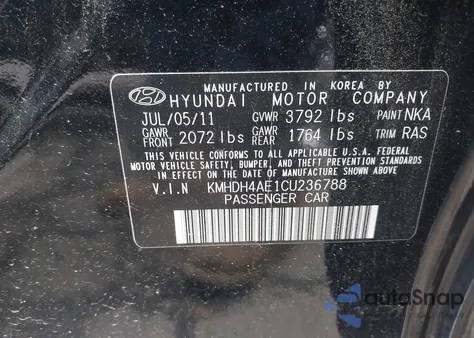 MANUFACTURED IN KOREA BY
HYUNDAI MOTOR COMPANY
JUL/05/11 GVWR 3792 lbs PAINT NKA
GAWR FRONT 2072 lbs GAWR REAR 1764 lbs TRIM RAS
THIS VEHICLE CONFORMS TO ALL APPLICABLE U.S.A FEDERAL
MOTOR VEHICLE SAFETY, BUMPER, AND THEFT PREVENTION
STANDARDS IN EFFECT ON THE DATE OF MANUFACTURE SHOWN ABOVE.
V.I.N KMHDH4AE1CU236788
PASSENGER CAR
autoSnap